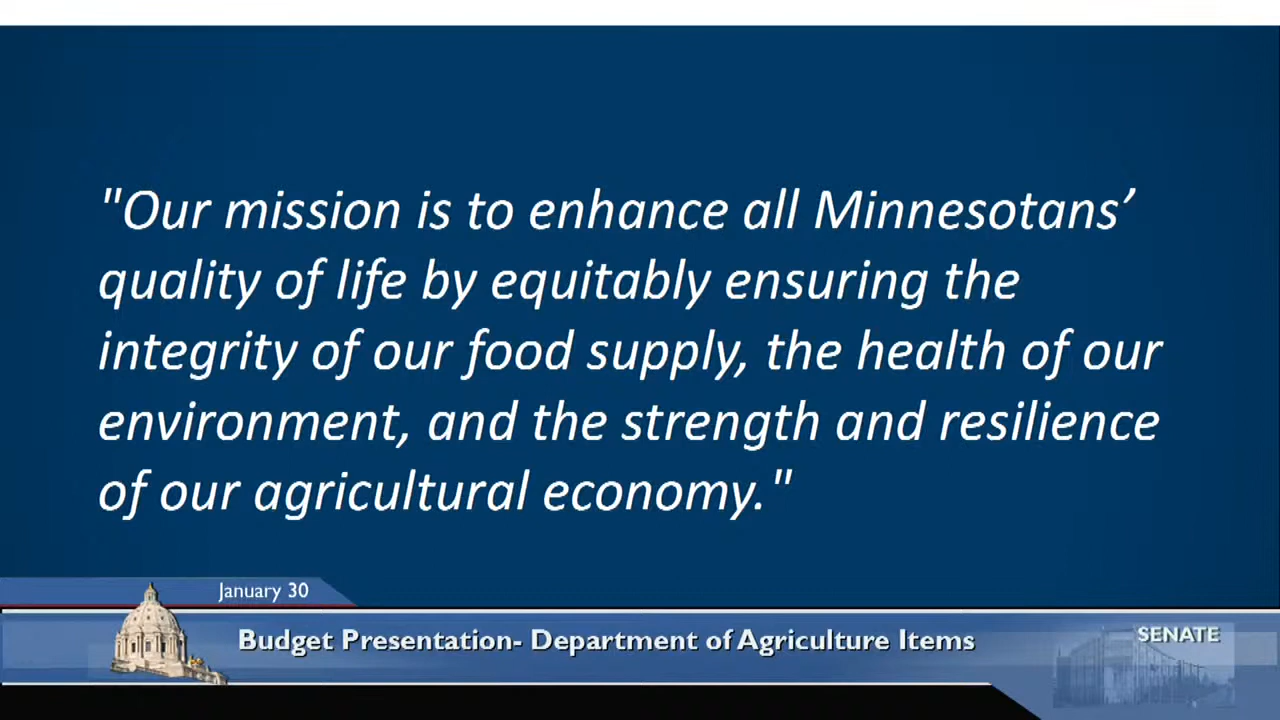 "Our mission is to enhance all Minnesotans’
quality of life by equitably ensuring the
integrity of our food supply, the health of our
environment, and the strength and resilience
of our agricultural economy."
January 30
Budget Presentation- Department of Agriculture Items
SENATE